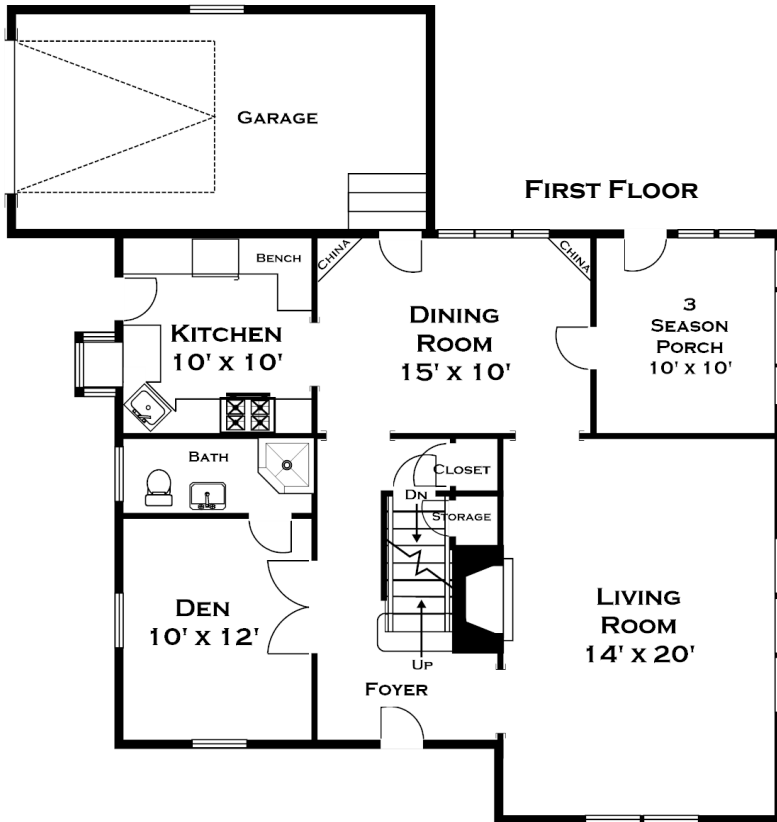 Garage
First Floor
Bench
China
China
Kitchen
10' x 10'
Dining
Room
15' x 10'
3
Season
Porch
10' x 10'
Bath
Closet
Dn
Storage
Den
10' x 12'
Living
Room
14' x 20'
Up
Foyer